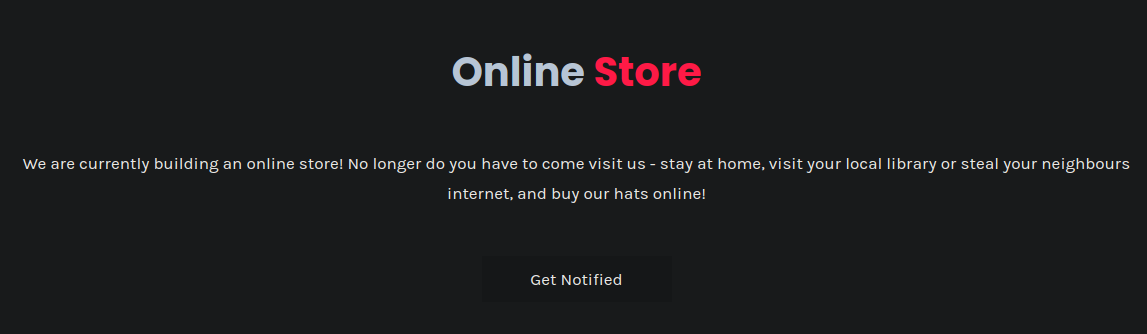 Online Store
We are currently building an online store! No longer do you have to come visit us - stay at home, visit your local library or steal your neighbours
internet, and buy our hats online!
Get Notified